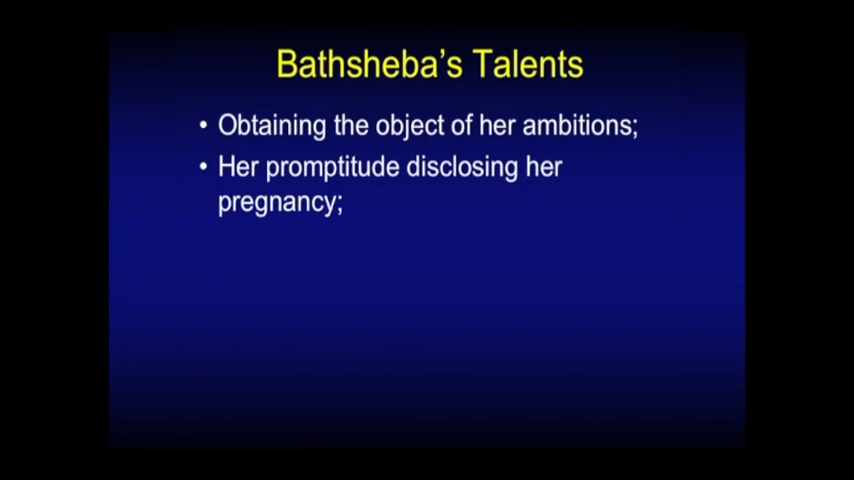 Bathsheba's Talents
• Obtaining the object of her ambitions;
• Her promptitude disclosing her
pregnancy;